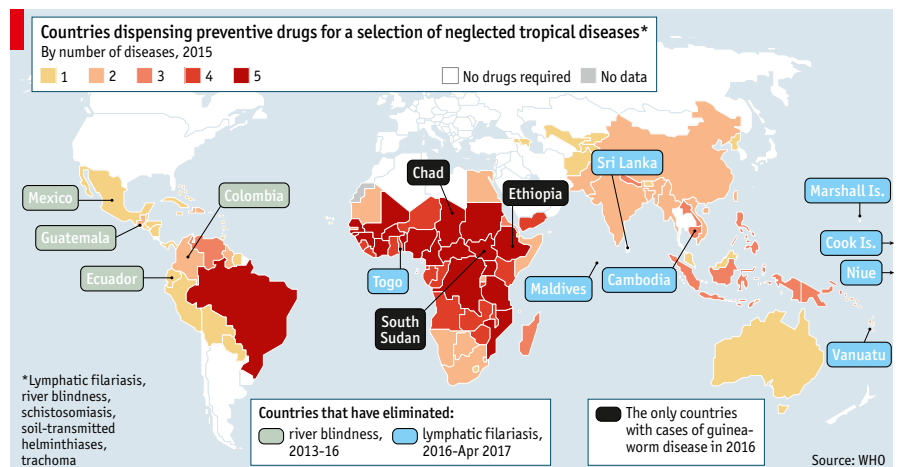 Countries dispensing preventive drugs for a selection of neglected tropical diseases*
By number of diseases, 2015
1 2 3 4 5 No drugs required No data
Mexico
Guatemala
Colombia
Ecuador
Chad
Ethiopia
Togo
South
Sudan
Sri Lanka
Maldives
Cambodia
Marshall Is.
Cook Is.
Niue
Vanuatu
*Lymphatic filariasis,
river blindness,
schistosomiasis,
soil-transmitted
helminthiases,
trachoma
Countries that have eliminated:
river blindness,
2013-16
lymphatic filariasis,
2016-Apr 2017
The only countries
with cases of guinea-
worm disease in 2016
Source: WHO